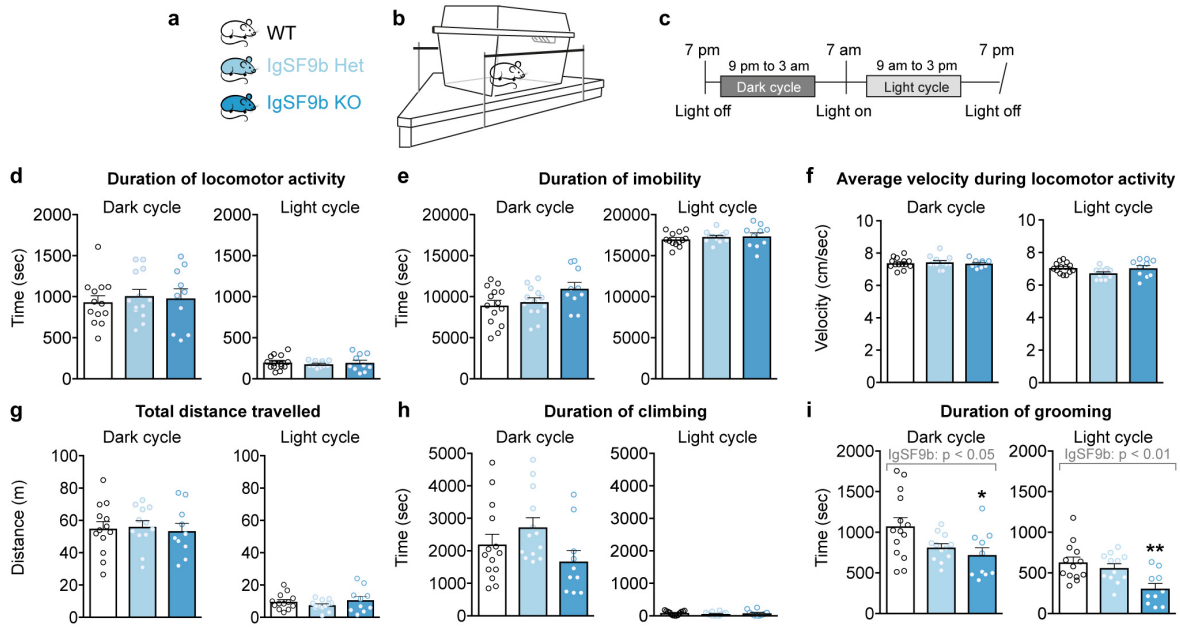 a
WT
IgSF9b Het
IgSF9b KO
b
c
7 pm
7 am
7 pm
9 pm to 3 am
9 am to 3 pm
Dark cycle
Light cycle
Light off
Light on
Light off
d
Duration of locomotor activity
Dark cycle
Light cycle
Time (sec)
2000
1500
1000
500
0
2000
1500
1000
500
0
e
Duration of imobility
Dark cycle
Light cycle
Time (sec)
20000
15000
10000
5000
0
20000
15000
10000
5000
0
f
Average velocity during locomotor activity
Dark cycle
Light cycle
Velocity (cm/sec)
10
8
6
4
2
0
10
8
6
4
2
0
g
Total distance travelled
Dark cycle
Light cycle
Distance (m)
100
80
60
40
20
0
100
80
60
40
20
0
h
Duration of climbing
Dark cycle
Light cycle
Time (sec)
5000
4000
3000
2000
1000
0
5000
4000
3000
2000
1000
0
i
Duration of grooming
Dark cycle
Light cycle
IgSF9b: p < 0.05
IgSF9b: p < 0.01
Time (sec)
2000
1500
1000
500
0
*
2000
1500
1000
500
0
**